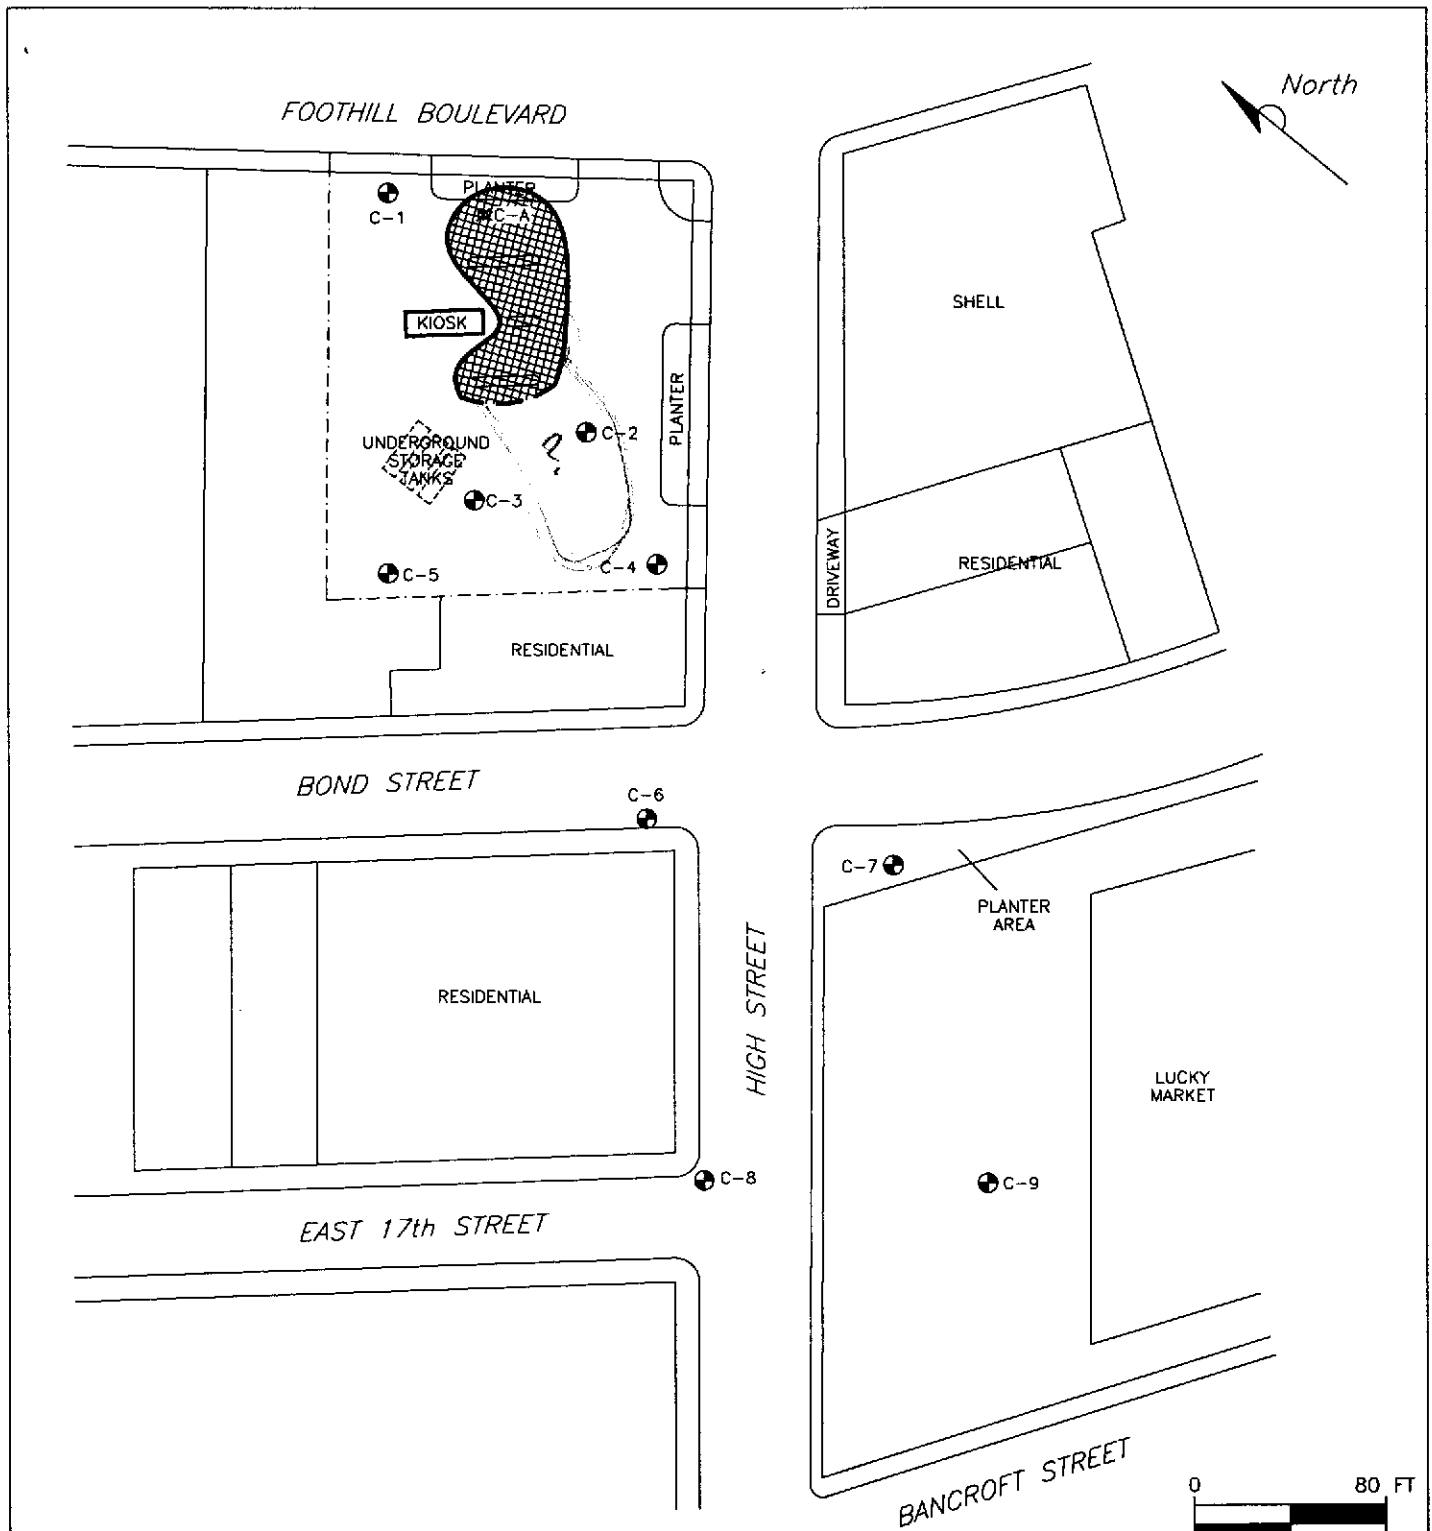 North
FOOTHILL BOULEVARD
PLANTER
C-1
C-A
SHELL
KIOSK
PLANTER
C-2
UNDERGROUND
STORAGE
TANKS
C-3
DRIVEWAY
RESIDENTIAL
C-4
C-5
RESIDENTIAL
BOND STREET
C-6
C-7
PLANTER
AREA
RESIDENTIAL
HIGH STREET
LUCKY
MARKET
C-8
C-9
EAST 17th STREET
BANCROFT STREET
0 80 FT